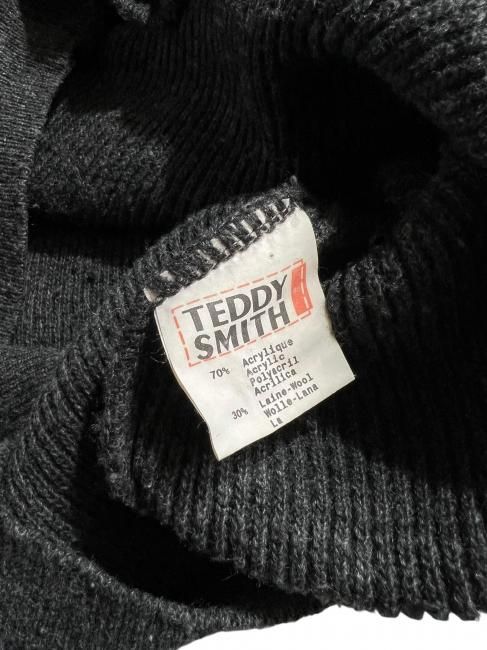 TEDDY
SMITH
70% Acrylique
Acrylic
Polyacril
Acrilica
30% Laine-Wool
Wolle-Lana
La